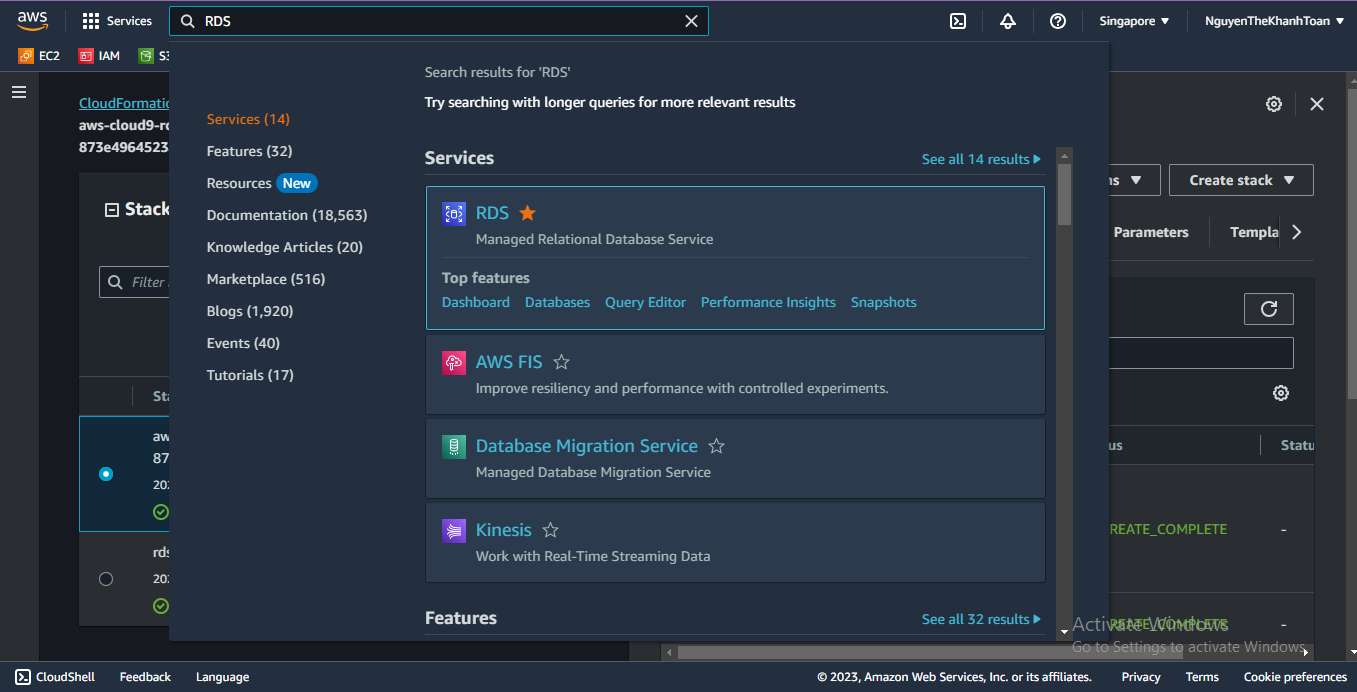 aws
Services
RDS
Singapore
NguyenTheKhanhToan
EC2
IAM
S3
Search results for 'RDS'
Try searching with longer queries for more relevant results
Services (14)
Features (32)
Resources New
Documentation (18,563)
Knowledge Articles (20)
Marketplace (516)
Blogs (1,920)
Events (40)
Tutorials (17)
Services
See all 14 results
RDS
Managed Relational Database Service
Top features
Dashboard Databases Query Editor Performance Insights Snapshots
AWS FIS
Improve resiliency and performance with controlled experiments.
Database Migration Service
Managed Database Migration Service
Kinesis
Work with Real-Time Streaming Data
Features
See all 32 results
CloudFormatio
aws-cloud9-r
873e4964523
Stack
Filter
Sta
aw
87
202
rds
202
ns
Create stack
Parameters
Templa
us
Statu
REATE_COMPLETE
-
REATE_COMPLETE
-
Activate Windows
Go to Settings to activate Windows.
CloudShell
Feedback
Language
© 2023, Amazon Web Services, Inc. or its affiliates.
Privacy
Terms
Cookie preferences